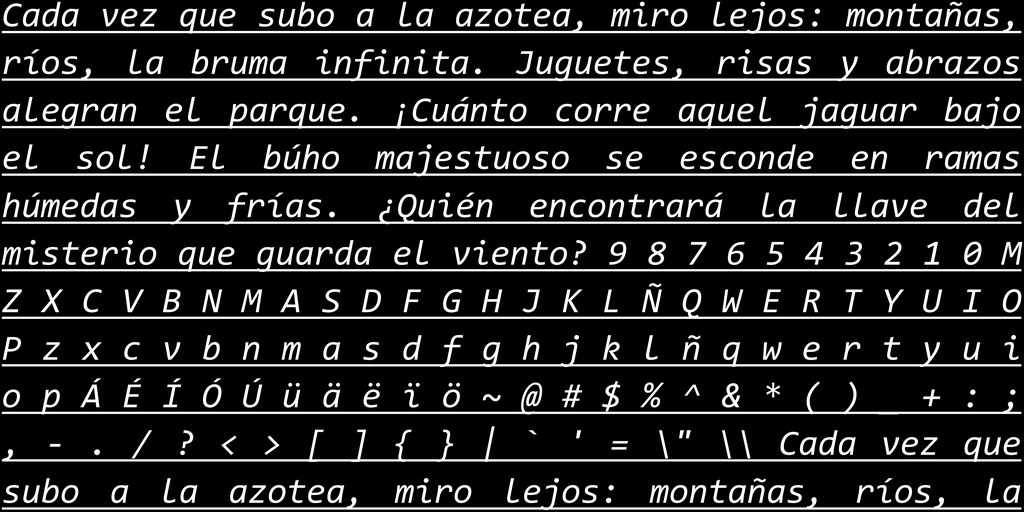 Cada vez que subo a la azotea, miro lejos: montañas,
ríos, la bruma infinita. Juguetes, risas y abrazos
alegran el parque. ¡Cuánto corre aquel jaguar bajo
el sol! El búho majestuoso se esconde en ramas
húmedas y frías. ¿Quién encontrará la llave del
misterio que guarda el viento? 9 8 7 6 5 4 3 2 1 0 M
Z X C V B N M A S D F G H J K L Ñ Q W E R T Y U I O
P z x c v b n m a s d f g h j k l ñ q w e r t y u i
o p Á É Í Ó Ú ü ä ë ï ö ~ @ # $ % ^ & * ( ) _ + : ;
, - . / ? < > [ ] { } | ` ' = \" \\ Cada vez que
subo a la azotea, miro lejos: montañas, ríos, la